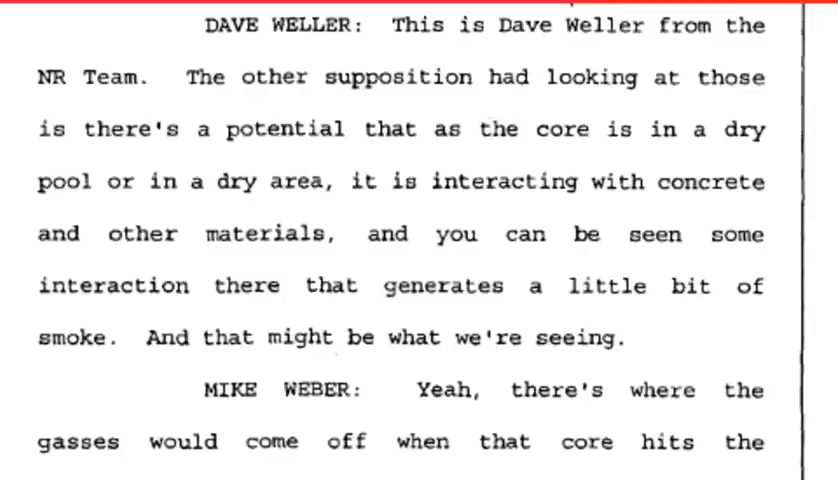 DAVE WELLER: This is Dave Weller from the
NR Team. The other supposition had looking at those
is there's a potential that as the core is in a dry
pool or in a dry area, it is interacting with concrete
and other materials, and you can be seen some
interaction there that generates a little bit of
smoke. And that might be what we're seeing.
MIKE WEBER: Yeah, there's where the
gasses would come off when that core hits the